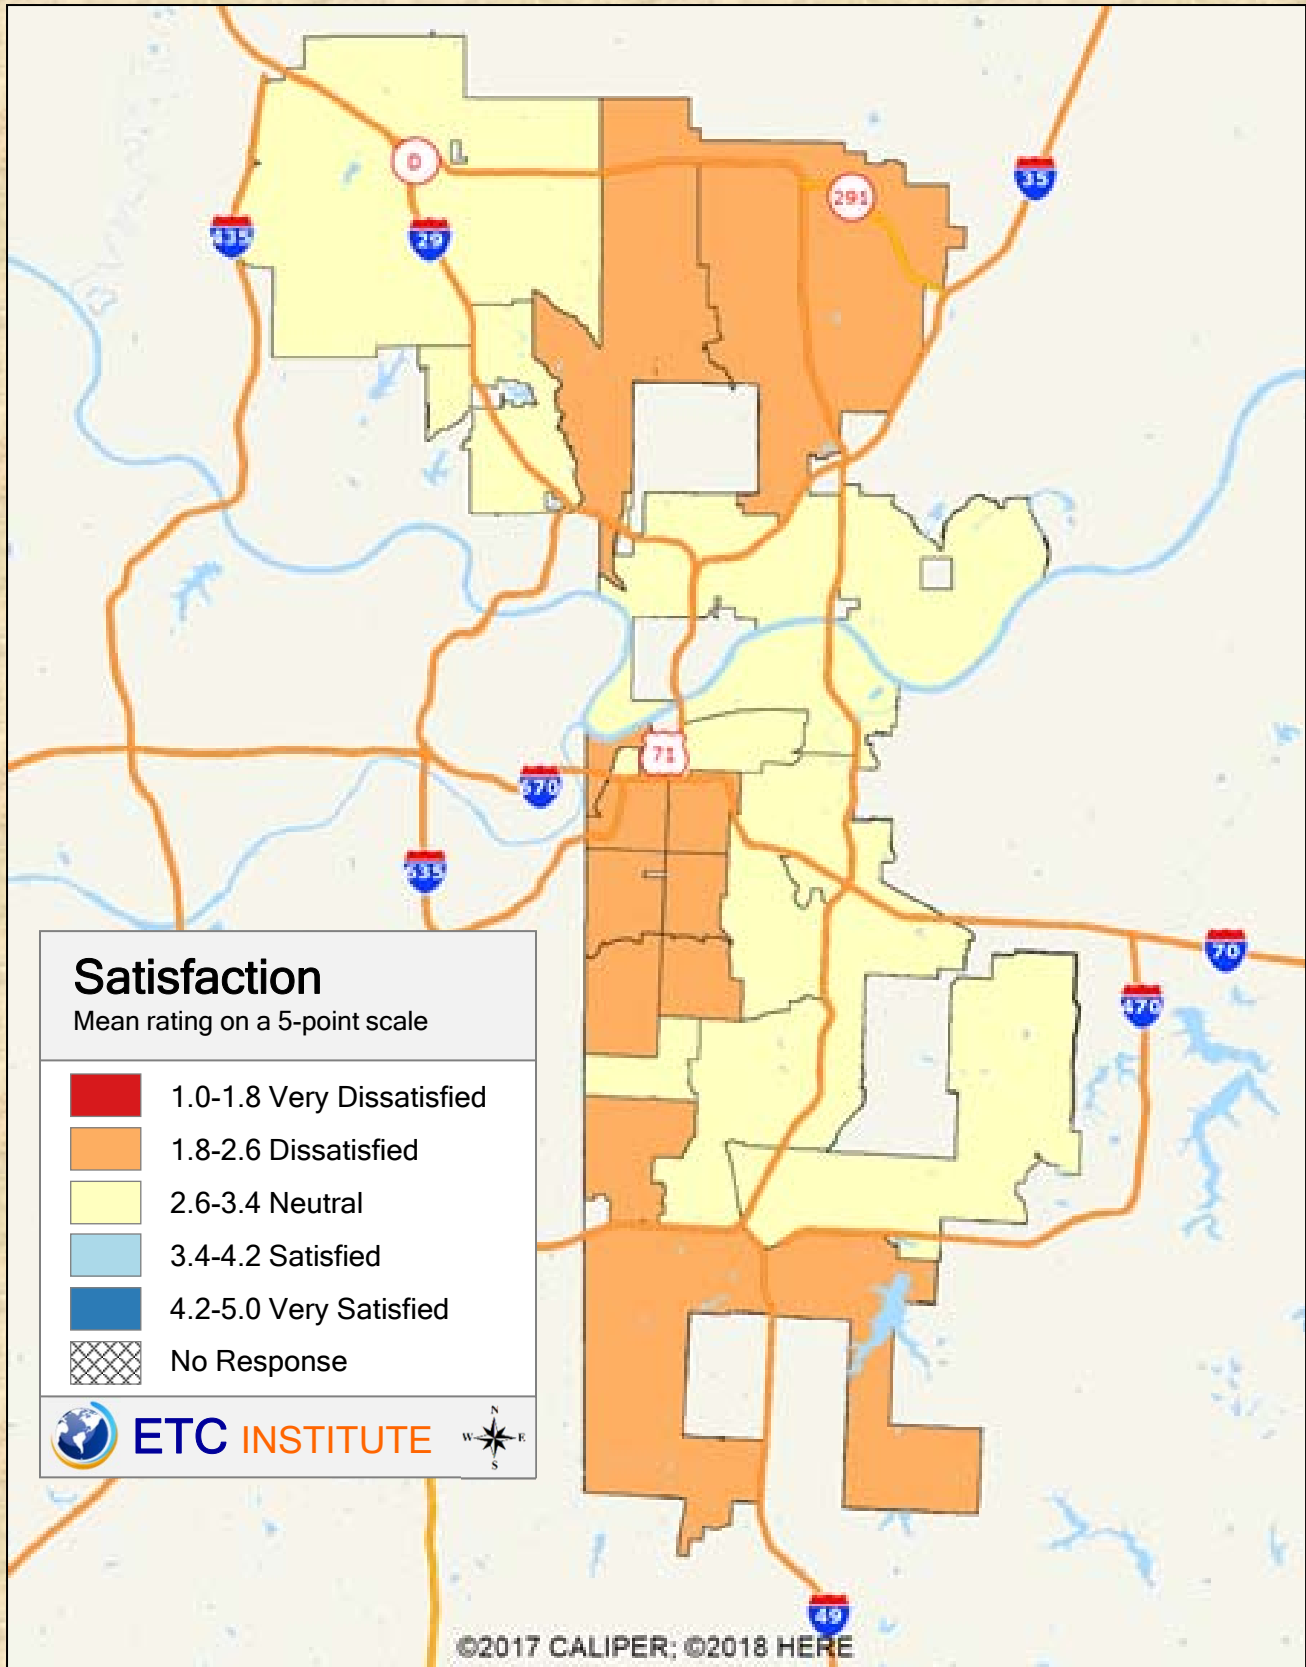 D
291
35
435
29
71
670
635
70
470
Satisfaction
Mean rating on a 5-point scale
1.0-1.8 Very Dissatisfied
1.8-2.6 Dissatisfied
2.6-3.4 Neutral
3.4-4.2 Satisfied
4.2-5.0 Very Satisfied
No Response
ETC INSTITUTE
N
W E
S
49
©2017 CALIPER; ©2018 HERE